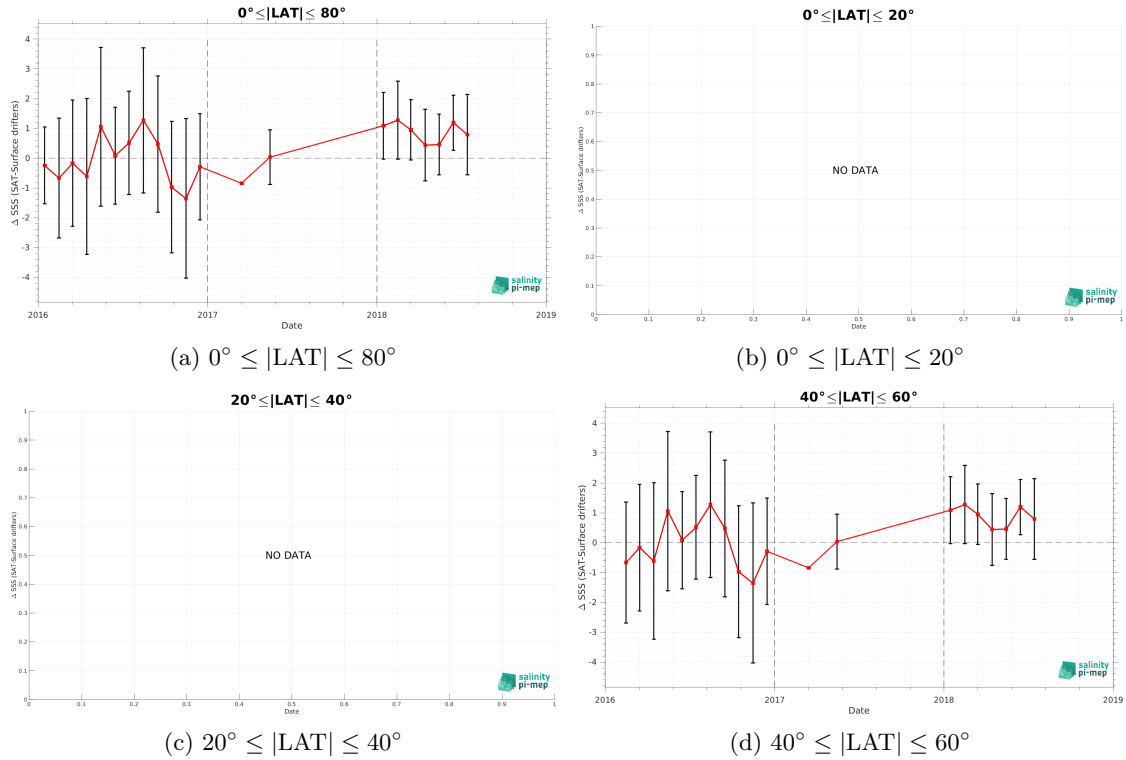 0°≤|LAT|≤ 80°
4
3
2
1
0
-1
-2
-3
-4
Δ SSS (SAT-Surface drifters)
2016
2017
2018
2019
Date
salinity
pi-mep
(a) 0° ≤ |LAT| ≤ 80°
0°≤|LAT|≤ 20°
1
0.9
0.8
0.7
0.6
0.5
0.4
0.3
0.2
0.1
0
Δ SSS (SAT-Surface drifters)
NO DATA
0 0.1 0.2 0.3 0.4 0.5 0.6 0.7 0.8 0.9 1
Date
salinity
pi-mep
(b) 0° ≤ |LAT| ≤ 20°
20°≤|LAT|≤ 40°
1
0.9
0.8
0.7
0.6
0.5
0.4
0.3
0.2
0.1
0
Δ SSS (SAT-Surface drifters)
NO DATA
0 0.1 0.2 0.3 0.4 0.5 0.6 0.7 0.8 0.9 1
Date
salinity
pi-mep
(c) 20° ≤ |LAT| ≤ 40°
40°≤|LAT|≤ 60°
4
3
2
1
0
-1
-2
-3
-4
Δ SSS (SAT-Surface drifters)
2016
2017
2018
2019
Date
salinity
pi-mep
(d) 40° ≤ |LAT| ≤ 60°